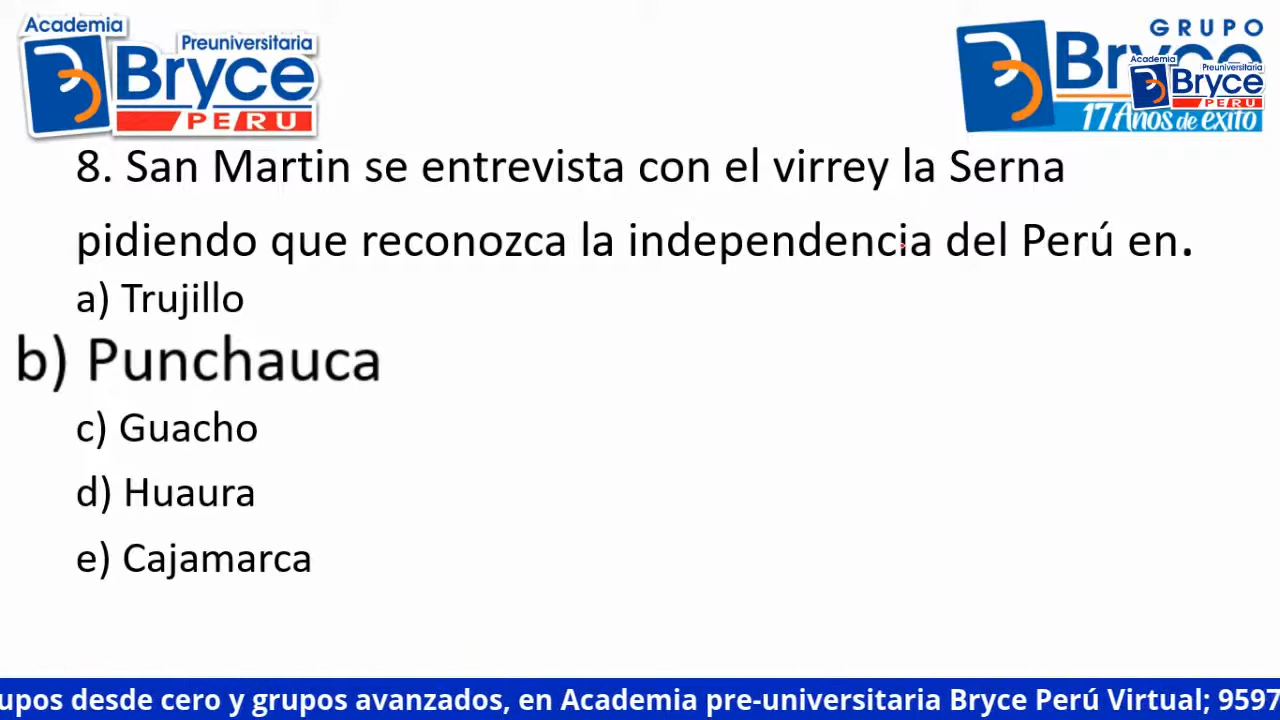 Academia
Preuniversitaria
Bryce
PERU
GRUPO
Bryce
17 Años de éxito
Academia
Preuniversitaria
Bryce
PERU
8. San Martin se entrevista con el virrey la Serna
pidiendo que reconozca la independencia del Perú en.
a) Trujillo
b) Punchauca
c) Guacho
d) Huaura
e) Cajamarca
upos desde cero y grupos avanzados, en Academia pre-universitaria Bryce Perú Virtual; 9597